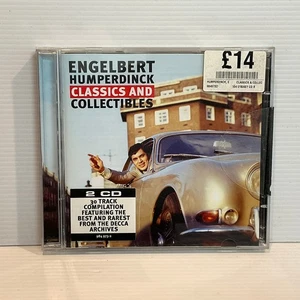 ENGELBERT
HUMPERDINCK
CLASSICS AND
COLLECTIBLES
£14
2 CD
30 TRACK
COMPILATION
FEATURING THE
BEST AND RAREST
FROM THE DECCA
ARCHIVES